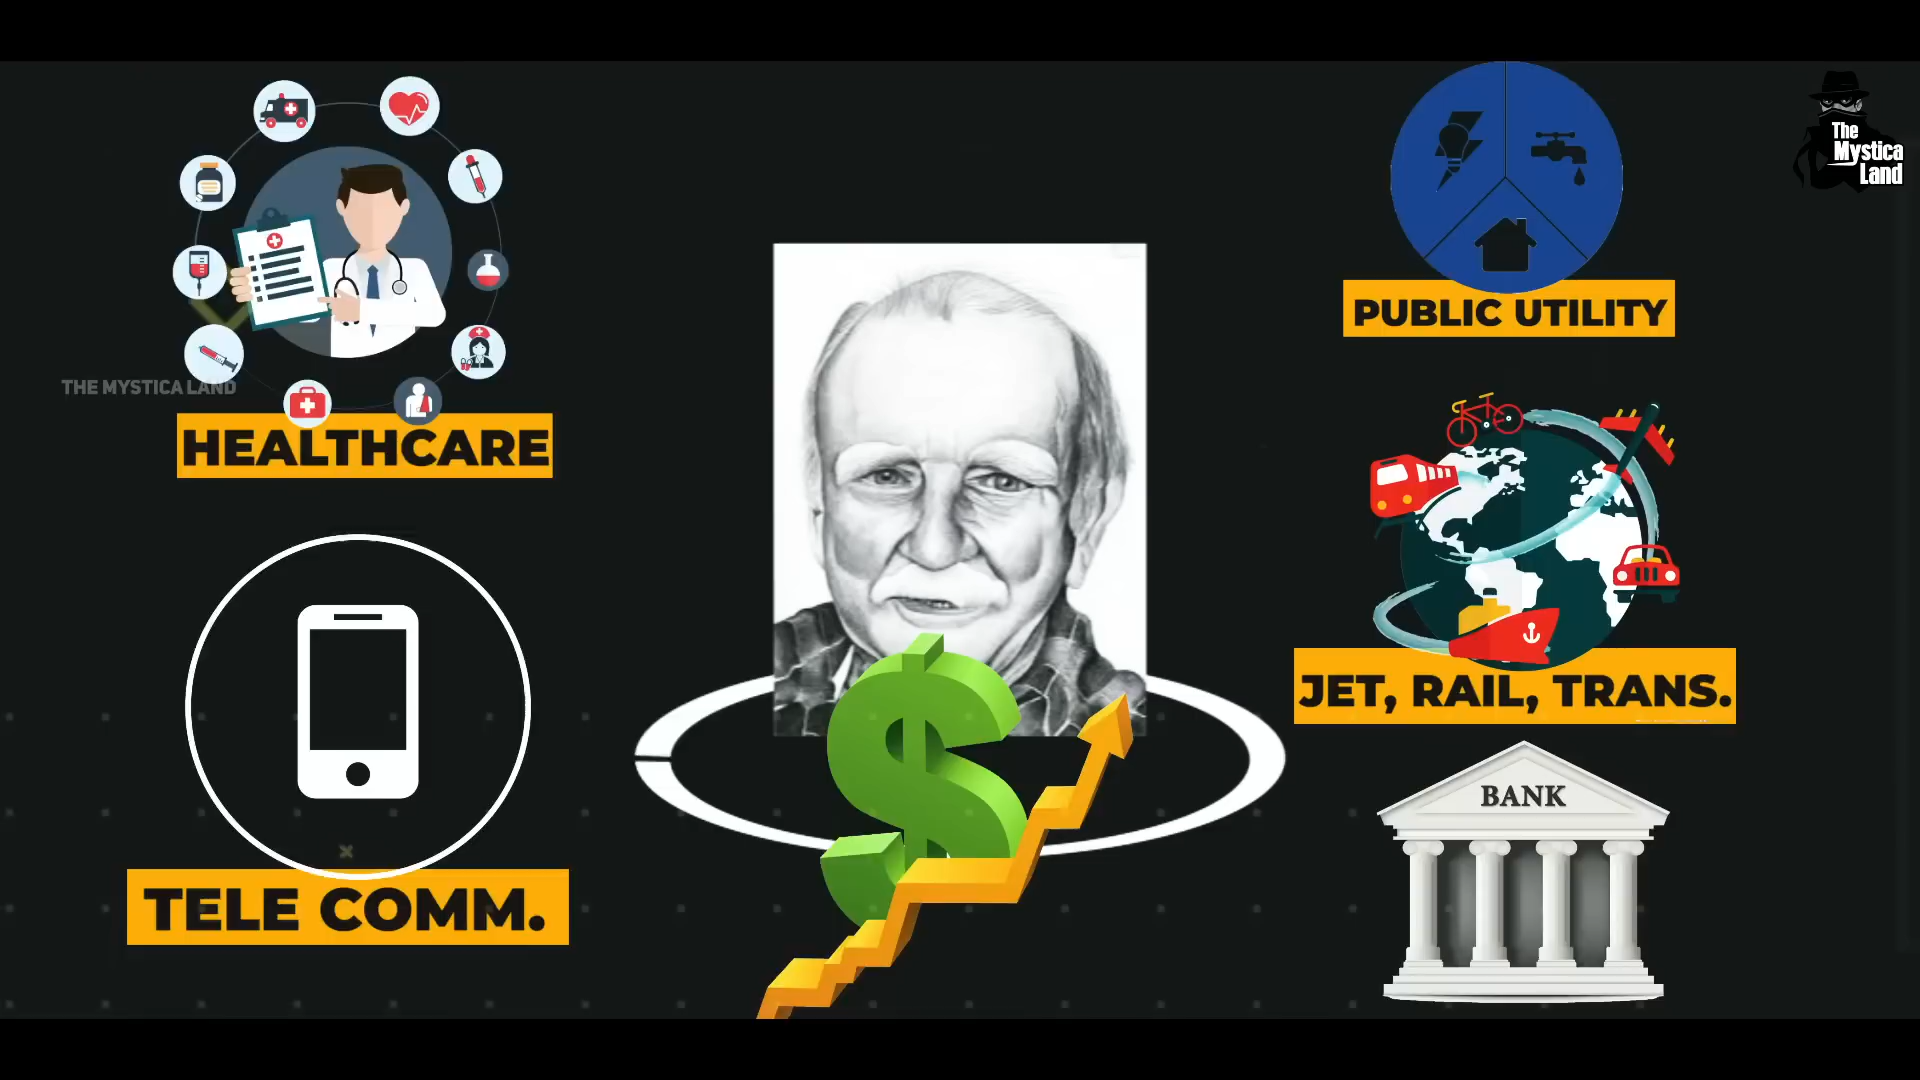 The
Mystica
Land
THE MYSTICA LAND
HEALTHCARE
PUBLIC UTILITY
TELE COMM.
JET, RAIL, TRANS.
BANK